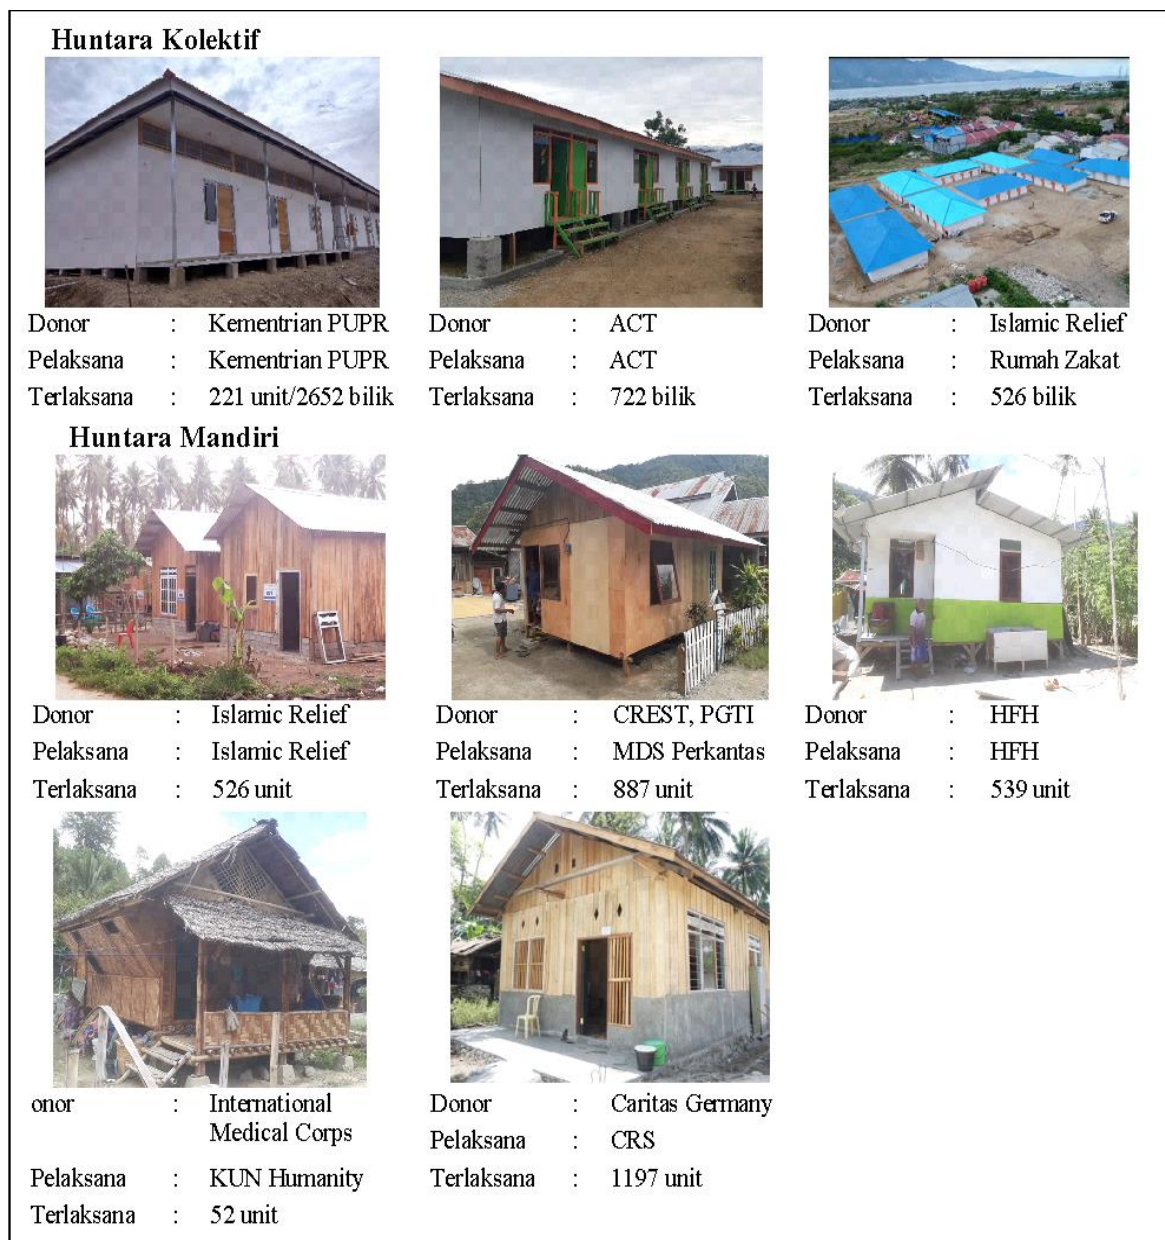 Huntara Kolektif
Donor : Kementrian PUPR
Pelaksana : Kementrian PUPR
Terlaksana : 221 unit/2652 bilik
Donor : ACT
Pelaksana : ACT
Terlaksana : 722 bilik
Donor : Islamic Relief
Pelaksana : Rumah Zakat
Terlaksana : 526 bilik
Huntara Mandiri
Donor : Islamic Relief
Pelaksana : Islamic Relief
Terlaksana : 526 unit
Donor : CREST, PGTI
Pelaksana : MDS Perkantas
Terlaksana : 887 unit
Donor : HFH
Pelaksana : HFH
Terlaksana : 539 unit
onor : International
Medical Corps
Pelaksana : KUN Humanity
Terlaksana : 52 unit
Donor : Caritas Germany
Pelaksana : CRS
Terlaksana : 1197 unit